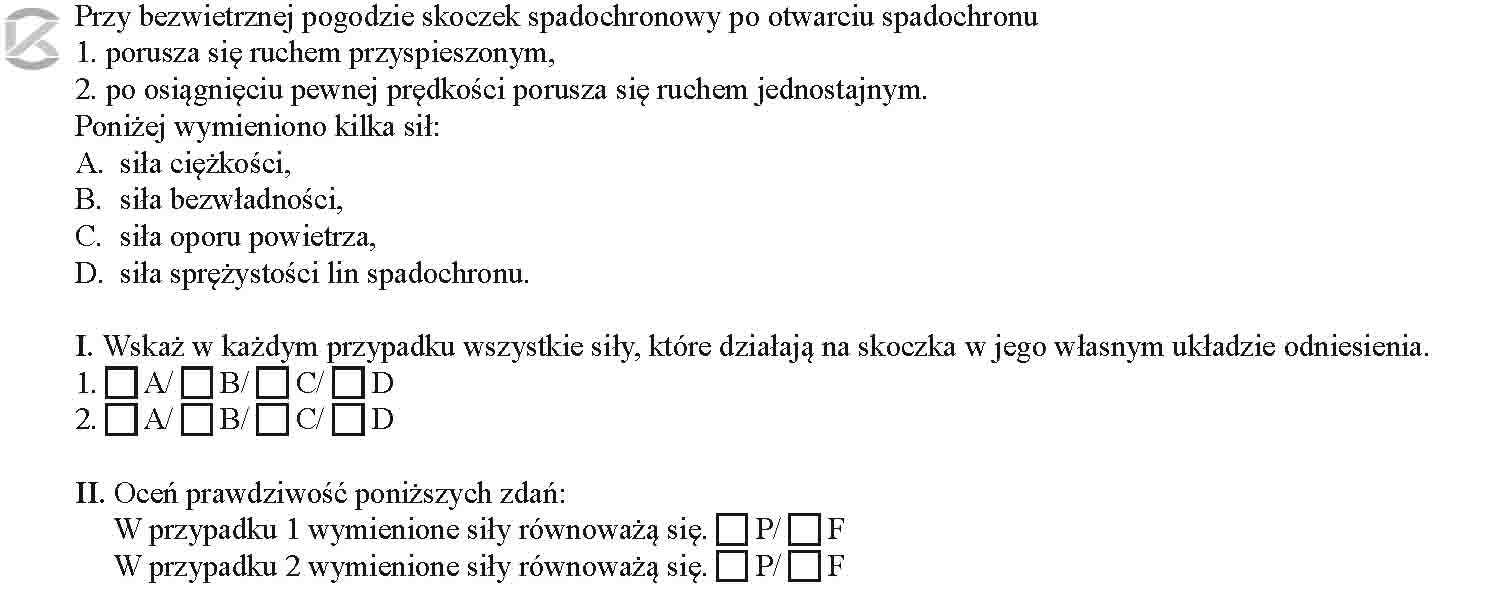 Przy bezwietrznej pogodzie skoczek spadochronowy po otwarciu spadochronu
1. porusza się ruchem przyspieszonym,
2. po osiągnięciu pewnej prędkości porusza się ruchem jednostajnym.
Poniżej wymieniono kilka sił:
A. siła ciężkości,
B. siła bezwładności,
C. siła oporu powietrza,
D. siła sprężystości lin spadochronu.
I. Wskaż w każdym przypadku wszystkie siły, które działają na skoczka w jego własnym układzie odniesienia.
1. □ A/ □ B/ □ C/ □ D
2. □ A/ □ B/ □ C/ □ D
II. Oceń prawdziwość poniższych zdań:
W przypadku 1 wymienione siły równoważą się. □ P/ □ F
W przypadku 2 wymienione siły równoważą się. □ P/ □ F